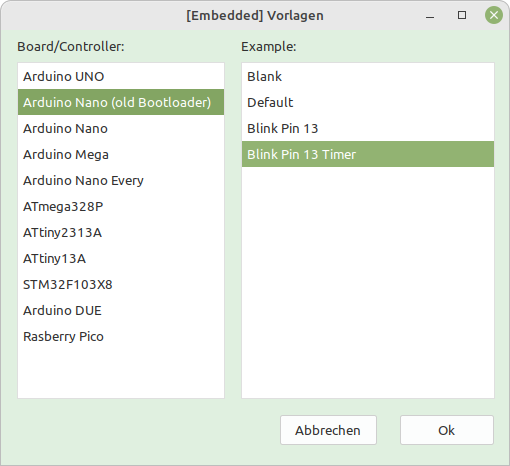 [Embedded] Vorlagen
Board/Controller:
Arduino UNO
Arduino Nano (old Bootloader)
Arduino Nano
Arduino Mega
Arduino Nano Every
ATmega328P
ATtiny2313A
ATtiny13A
STM32F103X8
Arduino DUE
Rasberry Pico
Example:
Blank
Default
Blink Pin 13
Blink Pin 13 Timer
Abbrechen
Ok